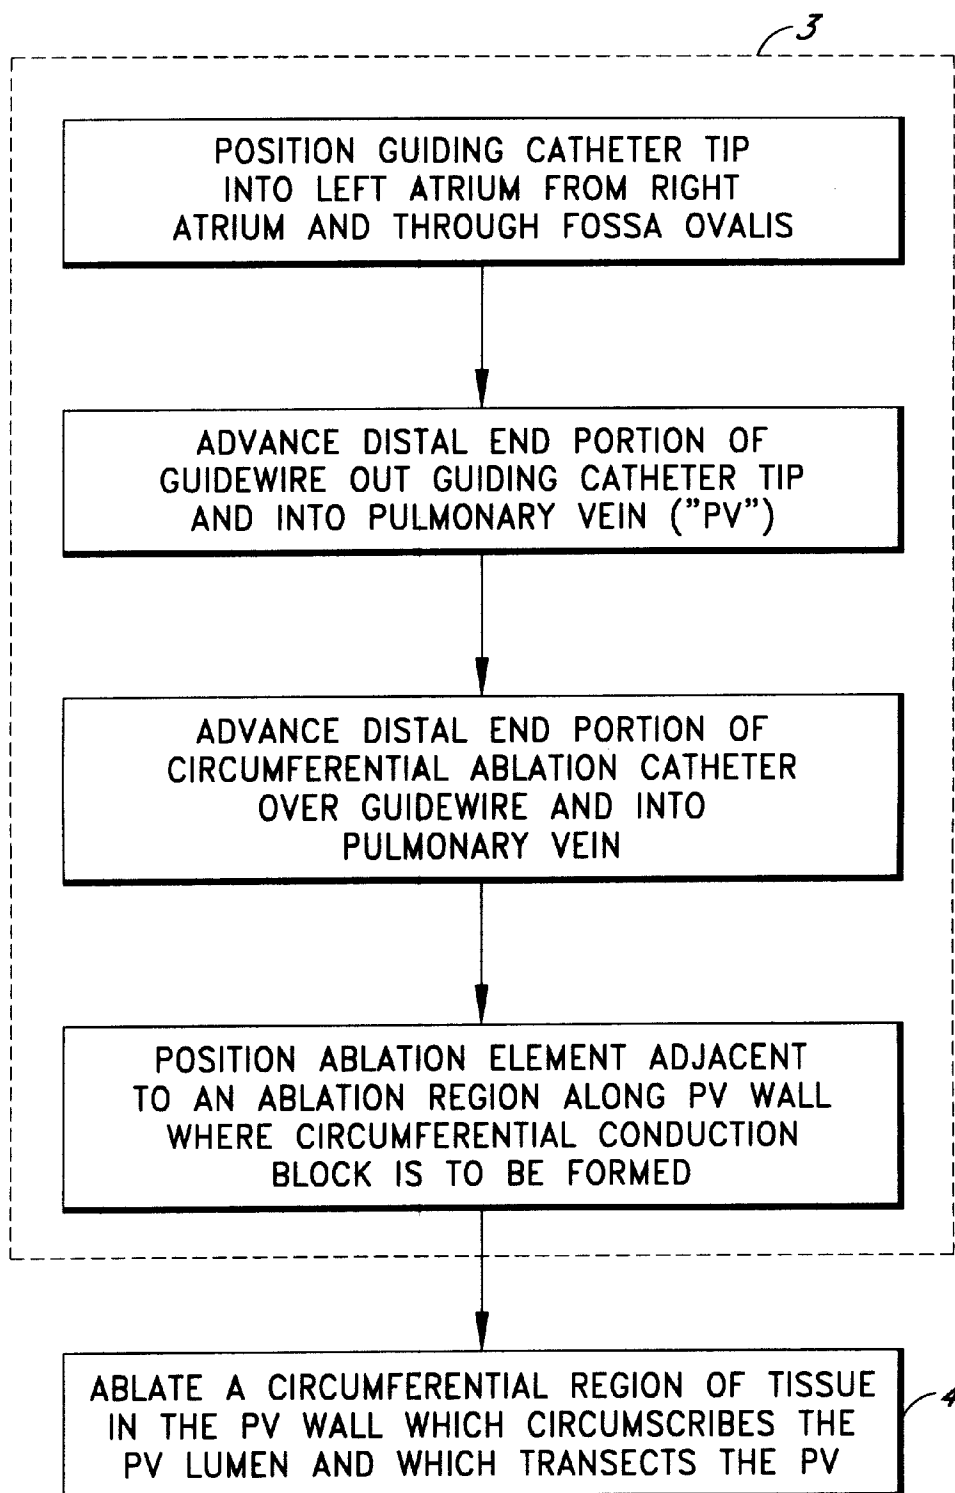 3
POSITION GUIDING CATHETER TIP
INTO LEFT ATRIUM FROM RIGHT
ATRIUM AND THROUGH FOSSA OVALIS
ADVANCE DISTAL END PORTION OF
GUIDEWIRE OUT GUIDING CATHETER TIP
AND INTO PULMONARY VEIN ("PV")
ADVANCE DISTAL END PORTION OF
CIRCUMFERENTIAL ABLATION CATHETER
OVER GUIDEWIRE AND INTO
PULMONARY VEIN
POSITION ABLATION ELEMENT ADJACENT
TO AN ABLATION REGION ALONG PV WALL
WHERE CIRCUMFERENTIAL CONDUCTION
BLOCK IS TO BE FORMED
ABLATE A CIRCUMFERENTIAL REGION OF TISSUE
IN THE PV WALL WHICH CIRCUMSCRIBES THE
PV LUMEN AND WHICH TRANSECTS THE PV
4